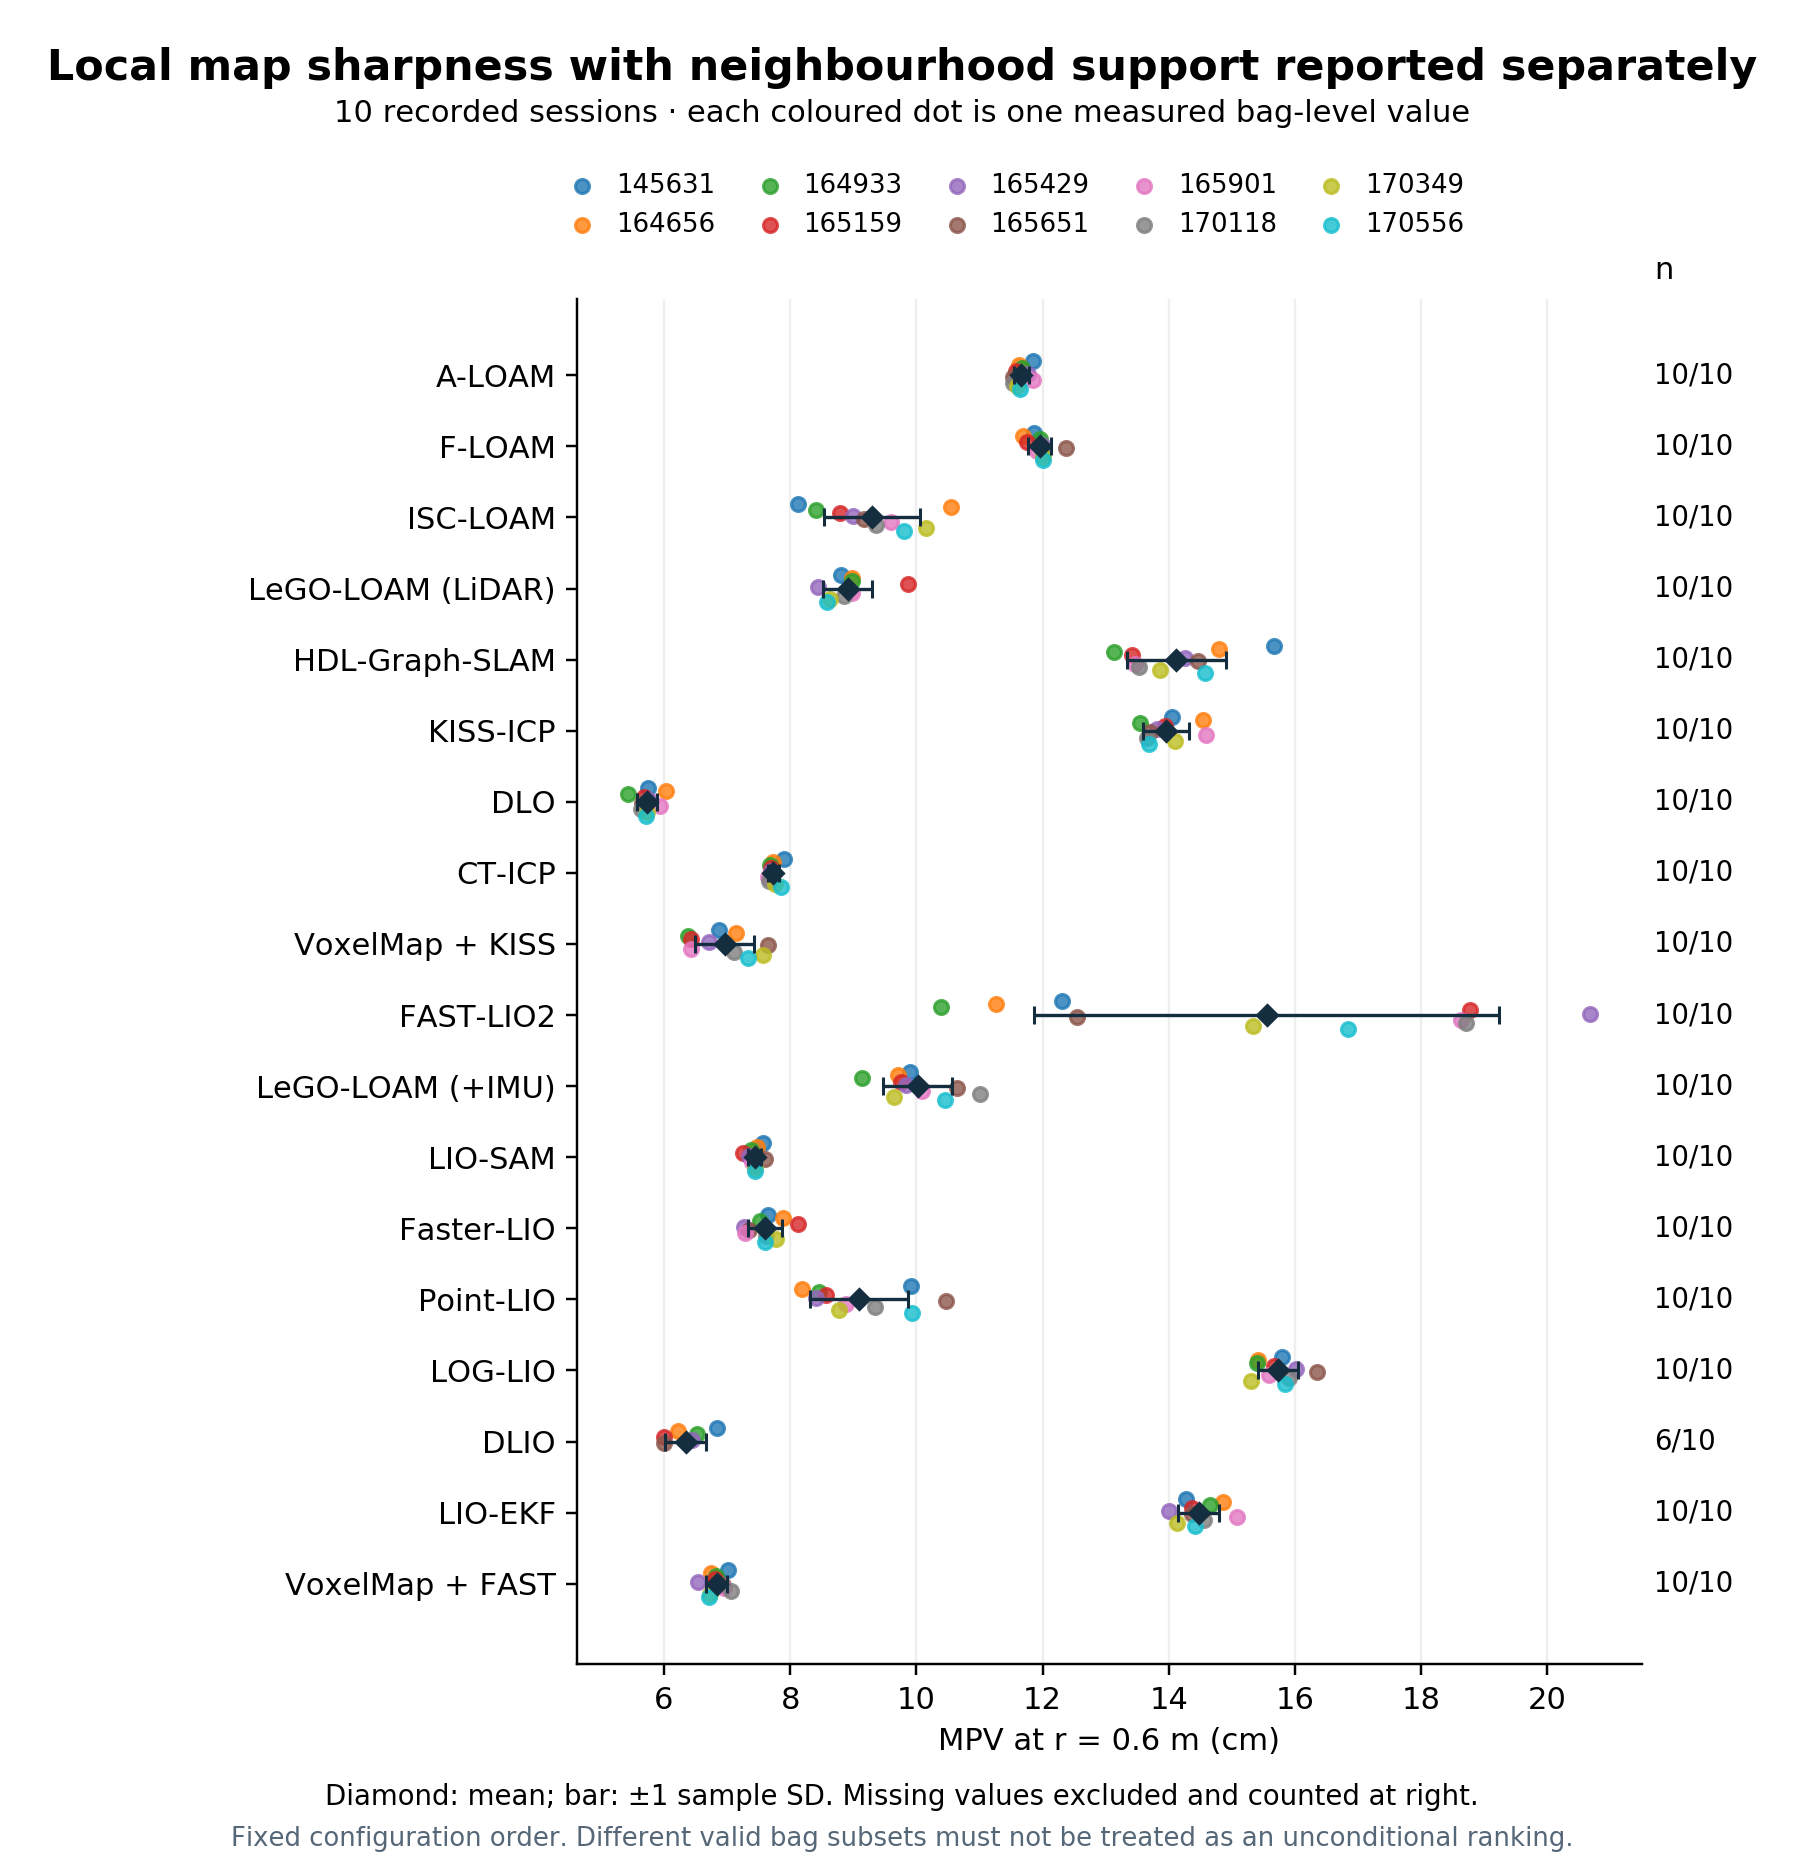 Local map sharpness with neighbourhood support reported separately
10 recorded sessions · each coloured dot is one measured bag-level value
145631 164933 165429 165901 170349
164656 165159 165651 170118 170556
n
A-LOAM 10/10
F-LOAM 10/10
ISC-LOAM 10/10
LeGO-LOAM (LiDAR) 10/10
HDL-Graph-SLAM 10/10
KISS-ICP 10/10
DLO 10/10
CT-ICP 10/10
VoxelMap + KISS 10/10
FAST-LIO2 10/10
LeGO-LOAM (+IMU) 10/10
LIO-SAM 10/10
Faster-LIO 10/10
Point-LIO 10/10
LOG-LIO 10/10
DLIO 6/10
LIO-EKF 10/10
VoxelMap + FAST 10/10
6 8 10 12 14 16 18 20
MPV at r = 0.6 m (cm)
Diamond: mean; bar: ±1 sample SD. Missing values excluded and counted at right.
Fixed configuration order. Different valid bag subsets must not be treated as an unconditional ranking.